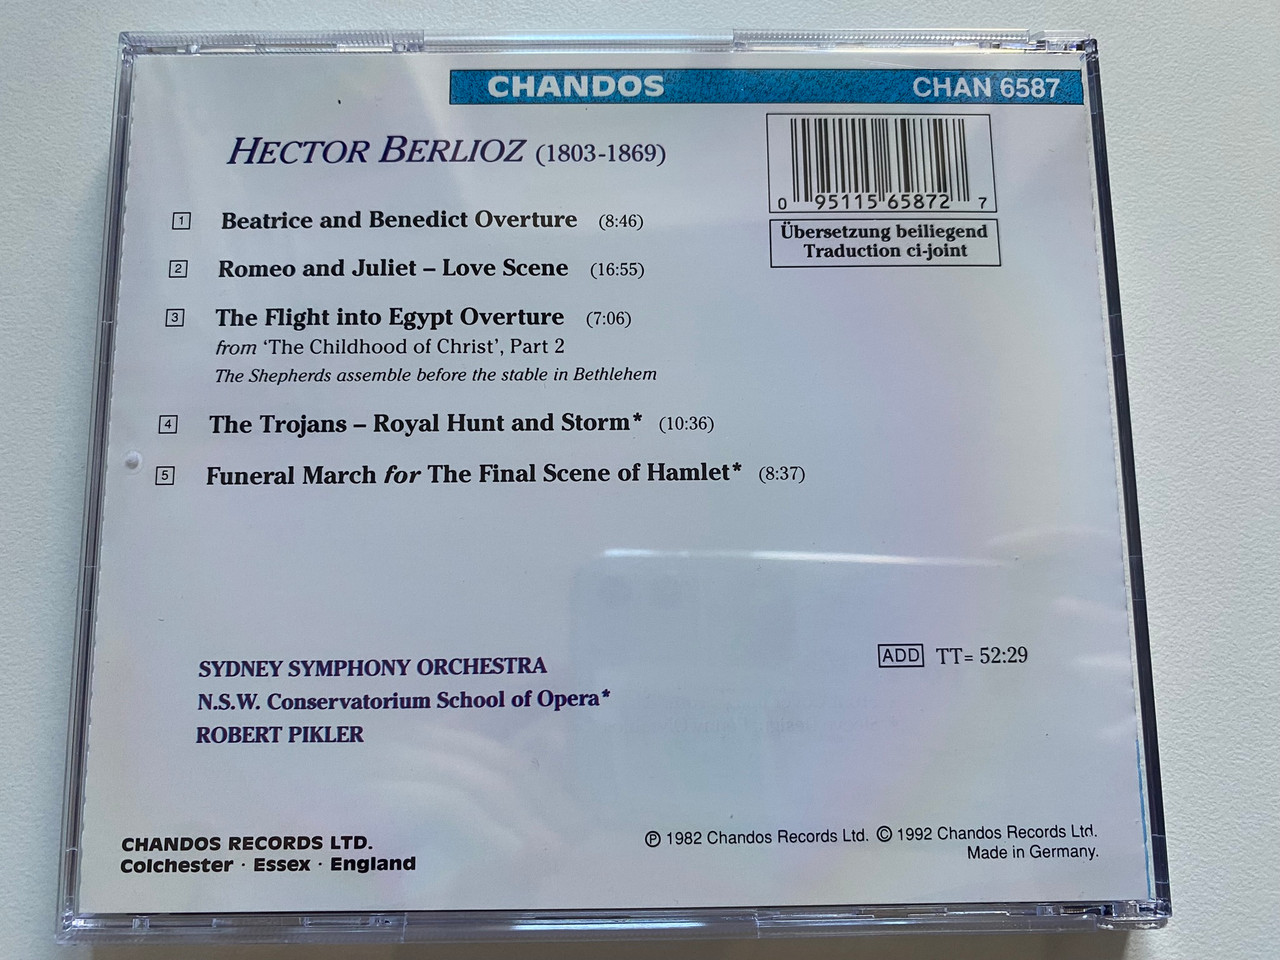 CHANDOS CHAN 6587
HECTOR BERLIOZ (1803-1869)
0 95115 65872 7
Übersetzung beiliegend
Traduction ci-joint
1 Beatrice and Benedict Overture (8:46)
2 Romeo and Juliet – Love Scene (16:55)
3 The Flight into Egypt Overture (7:06)
from ‘The Childhood of Christ’, Part 2
The Shepherds assemble before the stable in Bethlehem
4 The Trojans – Royal Hunt and Storm* (10:36)
5 Funeral March for The Final Scene of Hamlet* (8:37)
SYDNEY SYMPHONY ORCHESTRA
N.S.W. Conservatorium School of Opera*
ROBERT PIKLER
ADD TT= 52:29
CHANDOS RECORDS LTD.
Colchester · Essex · England
℗ 1982 Chandos Records Ltd. © 1992 Chandos Records Ltd.
Made in Germany.